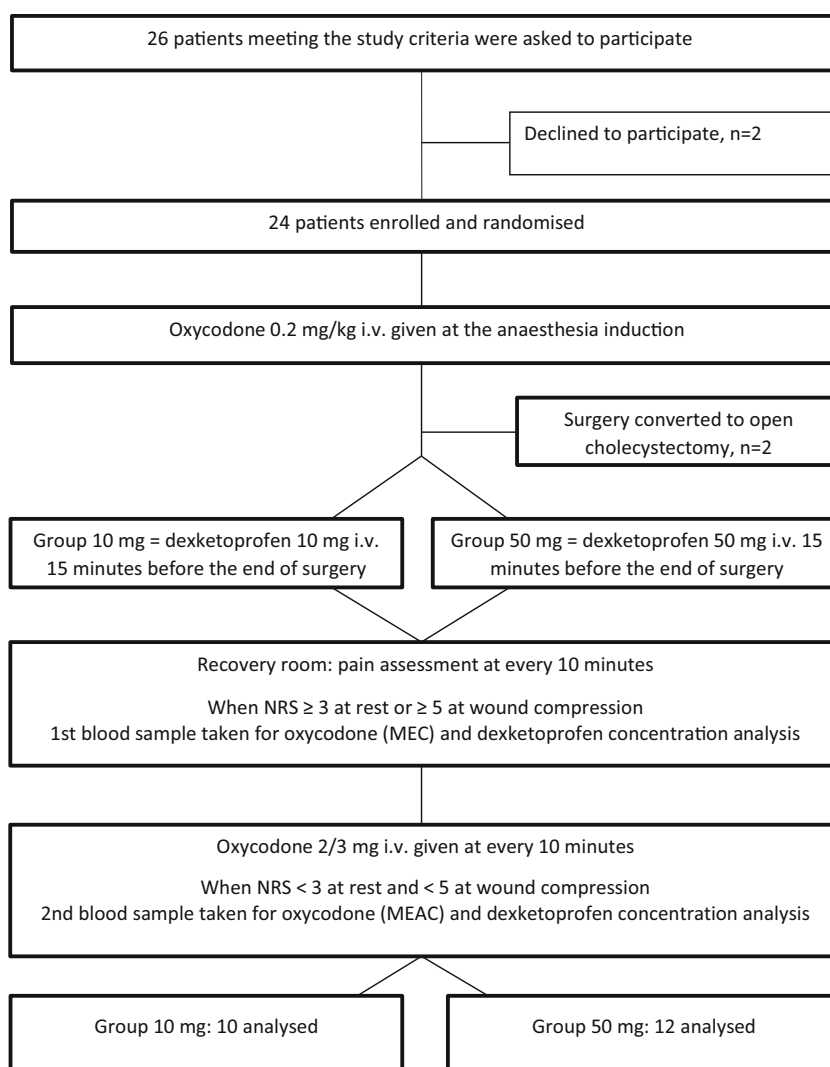 26 patients meeting the study criteria were asked to participate
Declined to participate, n=2
24 patients enrolled and randomised
Oxycodone 0.2 mg/kg i.v. given at the anaesthesia induction
Surgery converted to open
cholecystectomy, n=2
Group 10 mg = dexketoprofen 10 mg i.v.
15 minutes before the end of surgery
Group 50 mg = dexketoprofen 50 mg i.v. 15
minutes before the end of surgery
Recovery room: pain assessment at every 10 minutes
When NRS ≥ 3 at rest or ≥ 5 at wound compression
1st blood sample taken for oxycodone (MEC) and dexketoprofen concentration analysis
Oxycodone 2/3 mg i.v. given at every 10 minutes
When NRS < 3 at rest and < 5 at wound compression
2nd blood sample taken for oxycodone (MEAC) and dexketoprofen concentration analysis
Group 10 mg: 10 analysed
Group 50 mg: 12 analysed